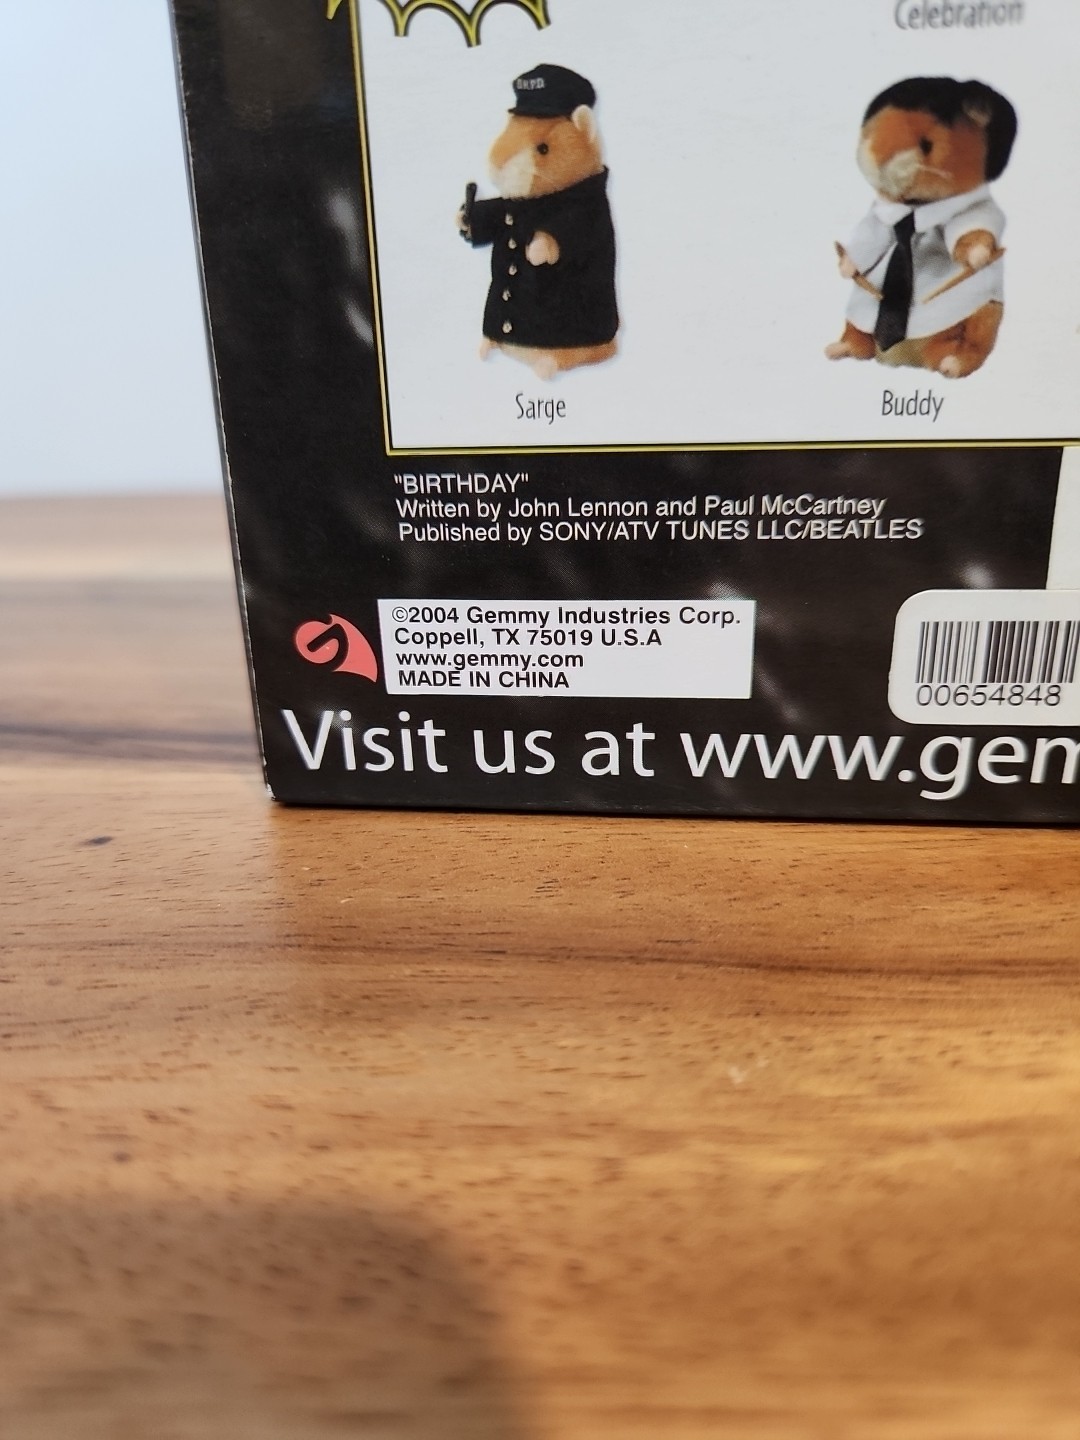 Celebration
Sarge
Buddy
"BIRTHDAY"
Written by John Lennon and Paul McCartney
Published by SONY/ATV TUNES LLC/BEATLES
©2004 Gemmy Industries Corp.
Coppell, TX 75019 U.S.A
www.gemmy.com
MADE IN CHINA
00654848
Visit us at www.gem